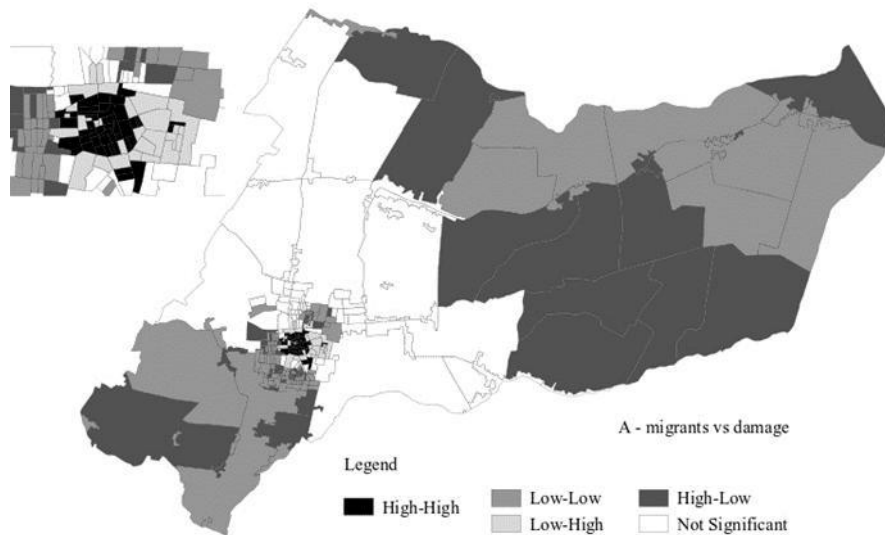 A - migrants vs damage
Legend
High-High
Low-Low
High-Low
Low-High
Not Significant